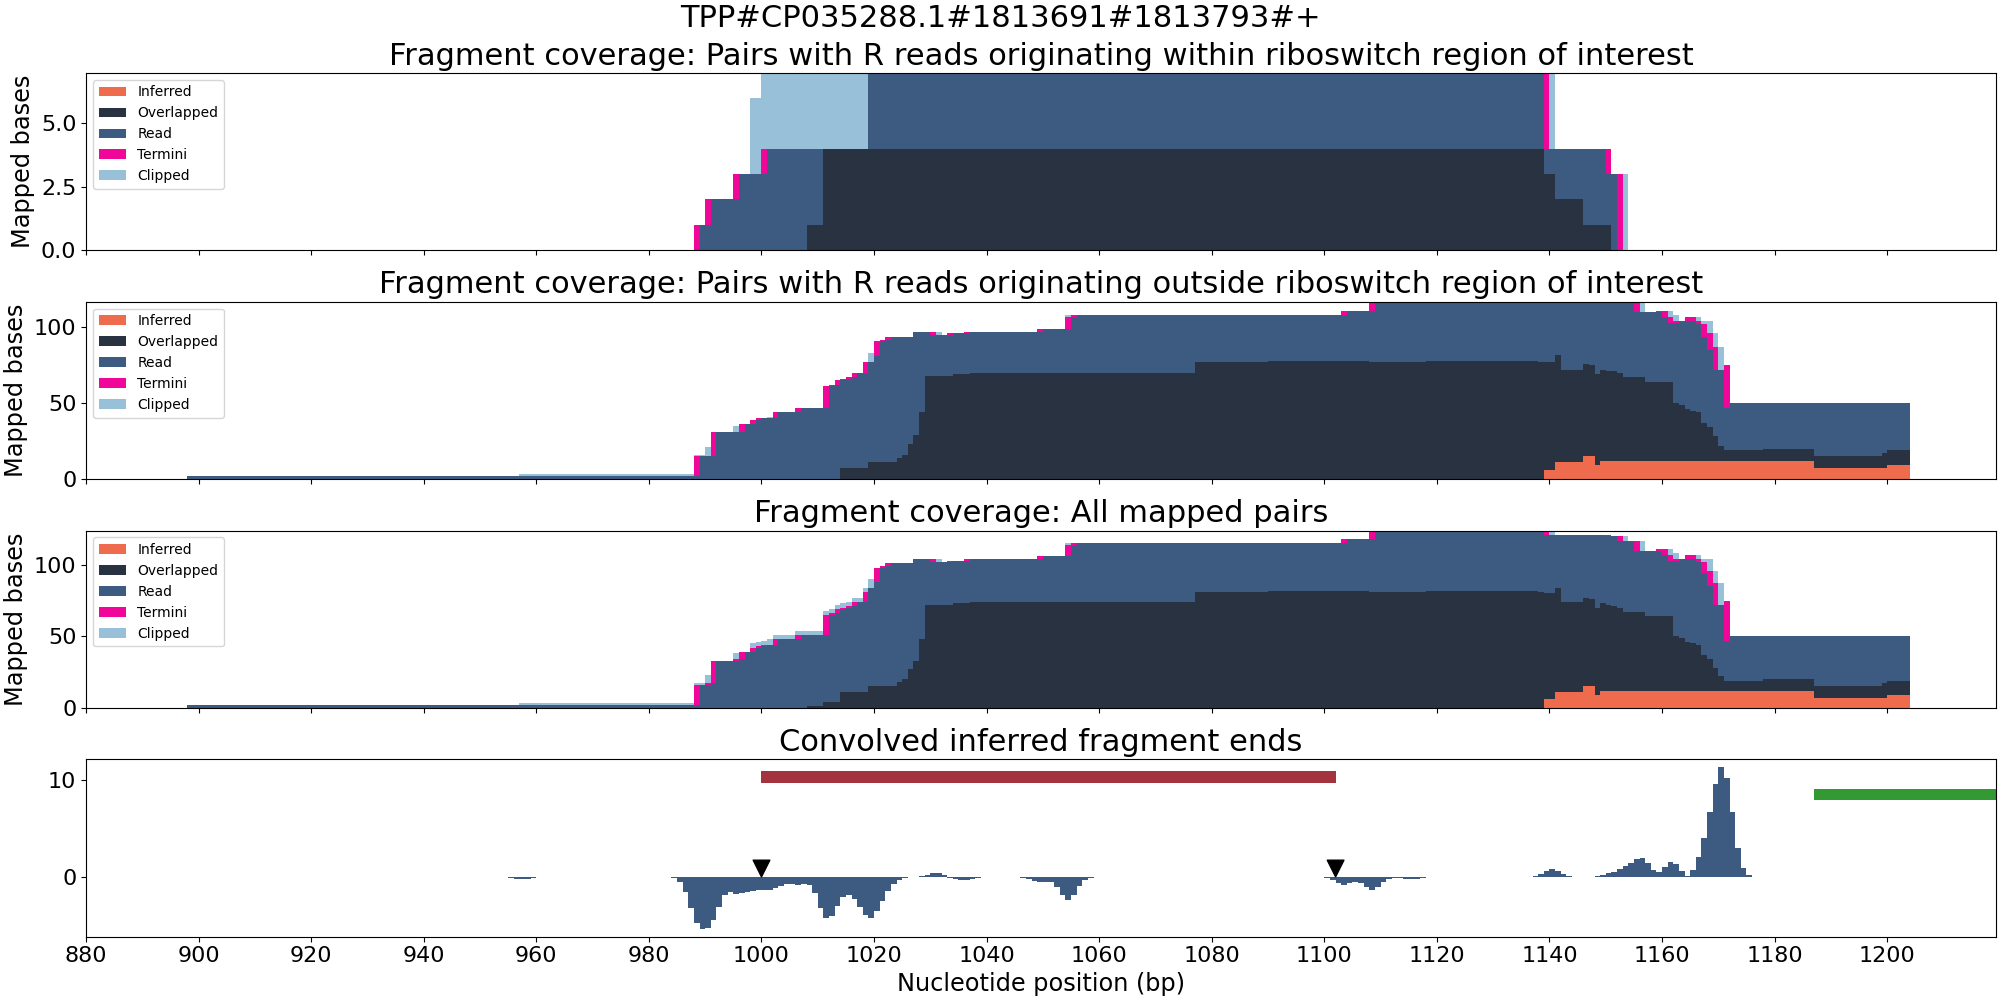 TPP#CP035288.1#1813691#1813793#+
Fragment coverage: Pairs with R reads originating within riboswitch region of interest
Mapped bases
5.0
2.5
0.0
Inferred
Overlapped
Read
Termini
Clipped
Fragment coverage: Pairs with R reads originating outside riboswitch region of interest
Mapped bases
100
50
0
Inferred
Overlapped
Read
Termini
Clipped
Fragment coverage: All mapped pairs
Mapped bases
100
50
0
Inferred
Overlapped
Read
Termini
Clipped
Convolved inferred fragment ends
10
0
880 900 920 940 960 980 1000 1020 1040 1060 1080 1100 1120 1140 1160 1180 1200
Nucleotide position (bp)